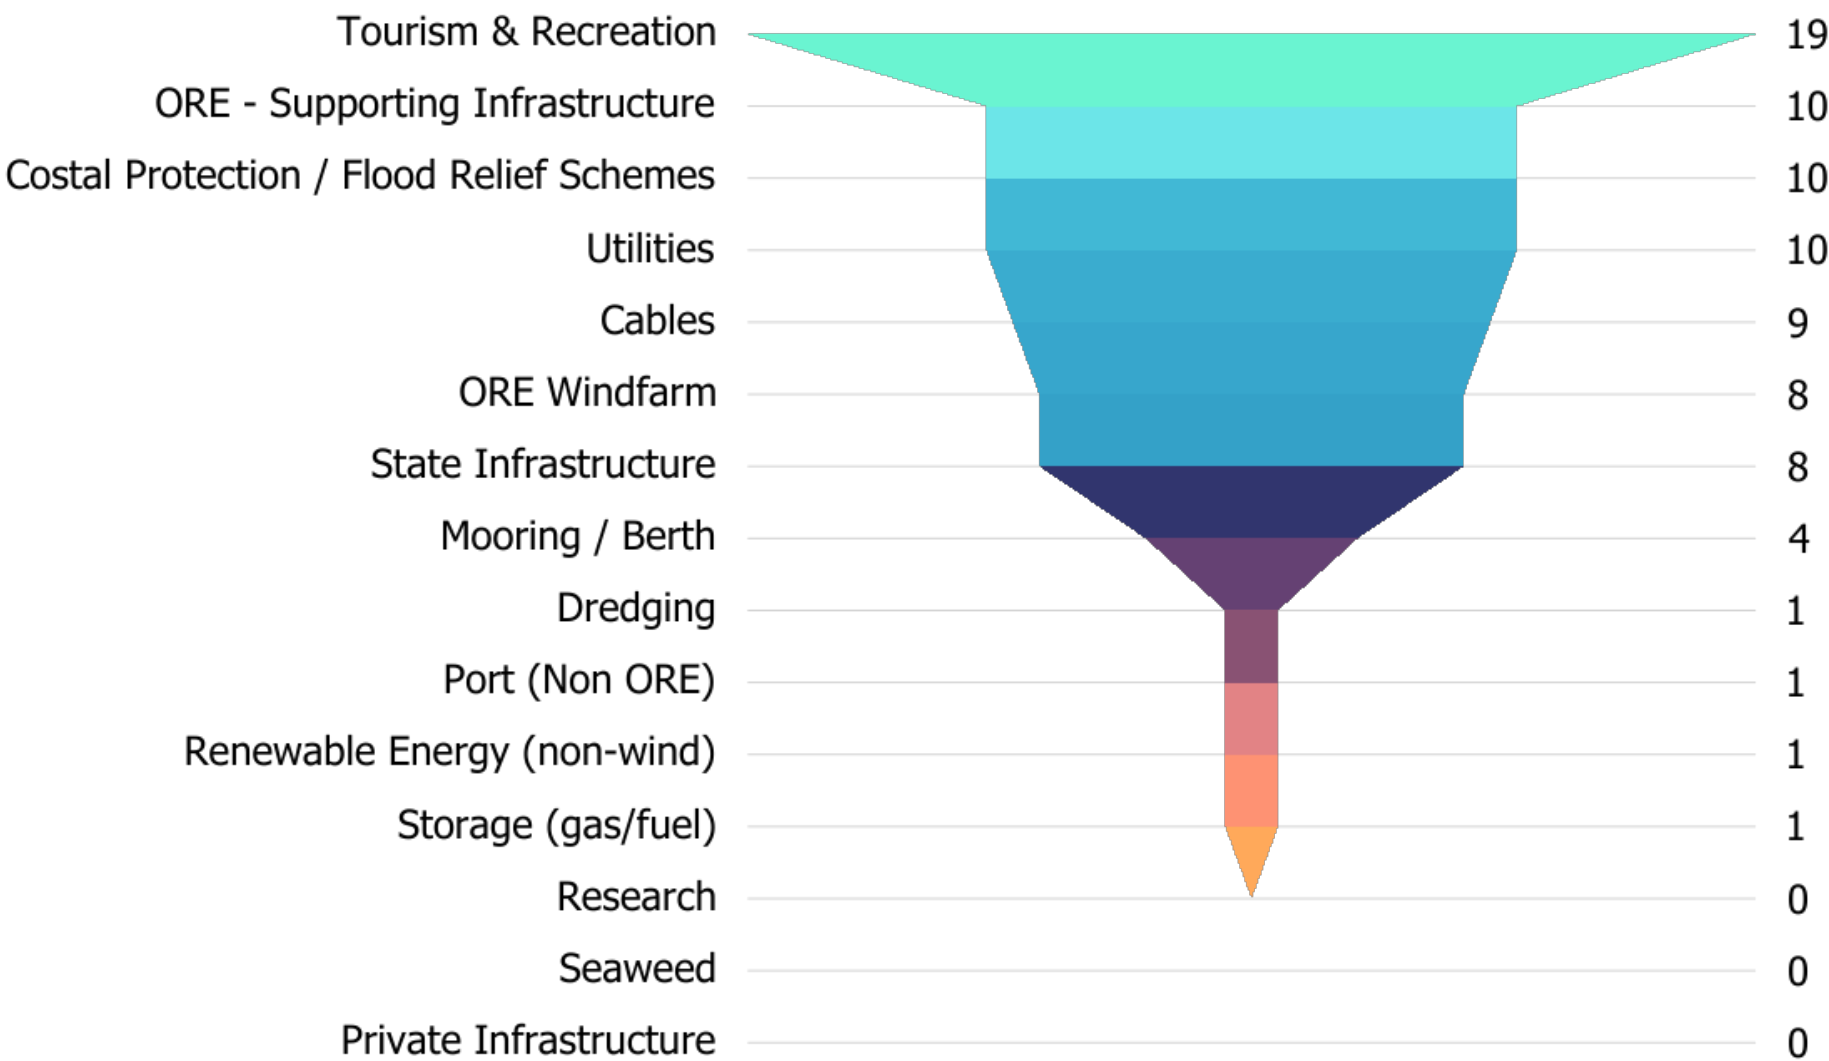 Tourism & Recreation 19
ORE - Supporting Infrastructure 10
Costal Protection / Flood Relief Schemes 10
Utilities 10
Cables 9
ORE Windfarm 8
State Infrastructure 8
Mooring / Berth 4
Dredging 1
Port (Non ORE) 1
Renewable Energy (non-wind) 1
Storage (gas/fuel) 1
Research 0
Seaweed 0
Private Infrastructure 0